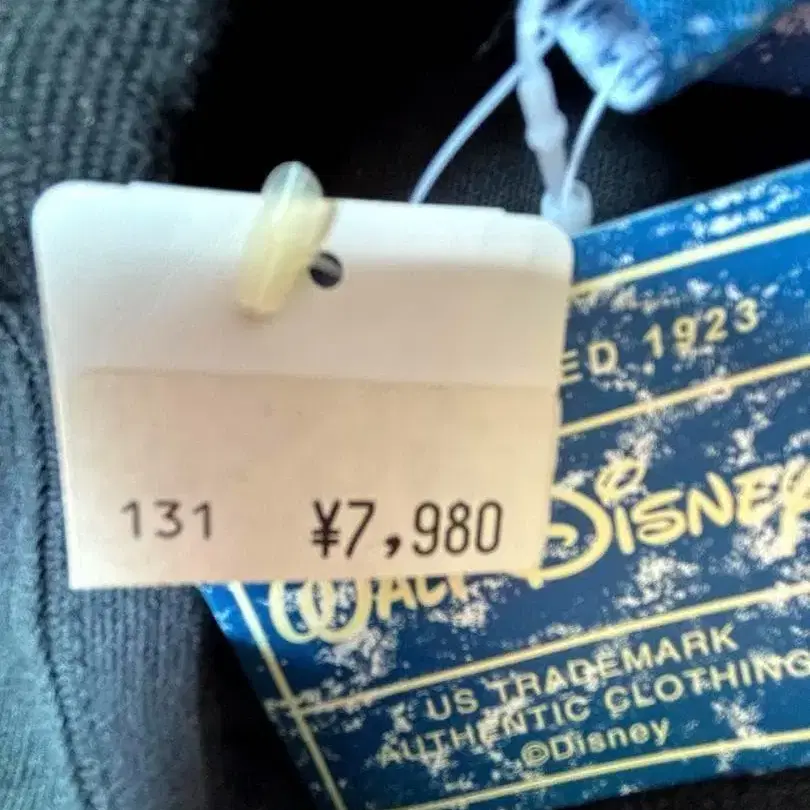 131 ¥7,980
ED 1923
WALT DISNEY
US TRADEMARK
AUTHENTIC CLOTHING
©Disney